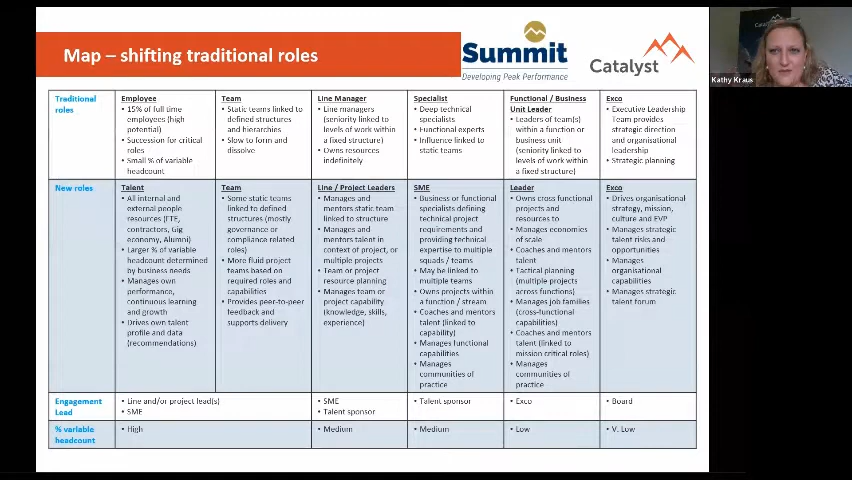 Map – shifting traditional roles
Summit
Developing Peak Performance
Catalyst
Catalyst
Kathy Kraus
Traditional
roles
Employee
• 15% of full time
employees (high
potential)
• Succession for critical
roles
• Small % of variable
headcount
Team
• Static teams linked to
defined structures
and hierarchies
• Slow to form and
dissolve
Line Manager
• Line managers
(seniority linked to
levels of work within
a fixed structure)
• Owns resources
indefinitely
Specialist
• Deep technical
specialists
• Functional experts
• Influence linked to
static teams
Functional / Business
Unit Leader
• Leaders of team(s)
within a function or
business unit
(seniority linked to
levels of work within
a fixed structure)
Exco
• Executive Leadership
Team provides
strategic direction
and organisational
leadership
• Strategic planning
New roles
Talent
• All internal and
external people
resources (FTE,
contractors, Gig
economy, Alumni)
• Larger % of variable
headcount determined
by business needs
• Manages own
performance,
continuous learning
and growth
• Drives own talent
profile and data
(recommendations)
Team
• Some static teams
linked to defined
structures (mostly
governance or
compliance related
roles)
• More fluid project
teams based on
required roles and
capabilities
• Provides peer-to-peer
feedback and
supports delivery
Line / Project Leaders
• Manages and
mentors static team
linked to structure
• Manages and
mentors talent in
context of project, or
multiple projects
• Team or project
resource planning
• Manages team or
project capability
(knowledge, skills,
experience)
SME
• Business or functional
specialists defining
technical project
requirements and
providing technical
expertise to multiple
squads / teams
• May be linked to
multiple teams
• Owns projects within
a function / stream
• Coaches and mentors
talent (linked to
capability)
• Manages functional
capabilities
• Manages
communities of
practice
Leader
• Owns cross functional
projects and
resources to
• Manages economies
of scale
• Coaches and mentors
talent
• Tactical planning
(multiple projects
across functions)
• Manages job families
(cross-functional
capabilities)
• Coaches and mentors
talent (linked to
mission critical roles)
• Manages
communities of
practice
Exco
• Drives organisational
strategy, mission,
culture and EVP
• Manages strategic
talent risks and
opportunities
• Manages
organisational
capabilities
• Manages strategic
talent forum
Engagement
Lead
• Line and/or project lead(s)
• SME
• SME
• Talent sponsor
• Talent sponsor
• Exco
• Board
% variable
headcount
• High
• Medium
• Medium
• Low
• V. Low